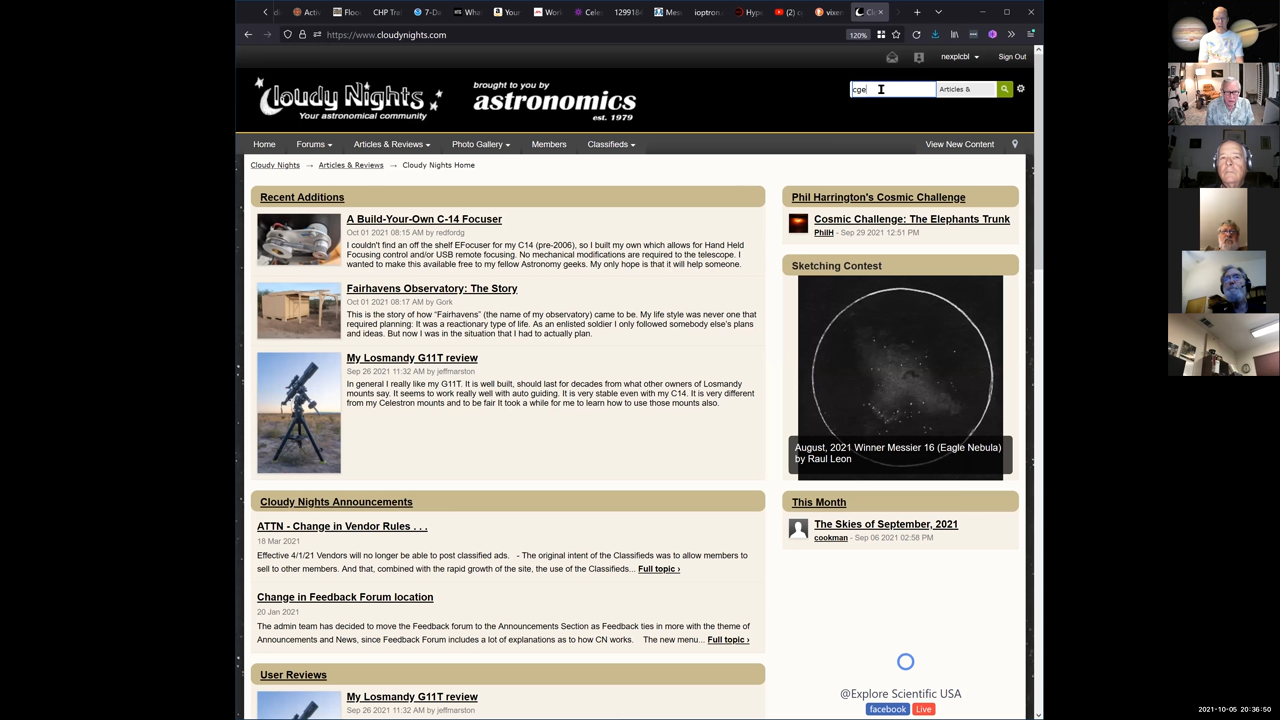 Activ
Floo
CHP Tra
7-Da
Wha
Your
Work
Cele
1299184
Mes
ioptron
Hype
(2)
vixen
Cl
https://www.cloudynights.com
120%
nexplcbl
Sign Out
Cloudy Nights
Your astronomical community
brought to you by
astronomics
est. 1979
cge
Articles &
Home Forums Articles & Reviews Photo Gallery Members Classifieds View New Content
Cloudy Nights → Articles & Reviews → Cloudy Nights Home
Recent Additions
A Build-Your-Own C-14 Focuser
Oct 01 2021 08:15 AM by redfordg
I couldn't find an off the shelf EFocuser for my C14 (pre-2006), so I built my own which allows for Hand Held
Focusing control and/or USB remote focusing. No mechanical modifications are required to the telescope. I
wanted to make this available free to my fellow Astronomy geeks. My only hope is that it will help someone.
Fairhavens Observatory: The Story
Oct 01 2021 08:17 AM by Gork
This is the story of how "Fairhavens" (the name of my observatory) came to be. My life style was never one that
required planning: It was a reactionary type of life. As an enlisted soldier I only followed somebody else's plans
and ideas. But now I was in the situation that I had to actually plan.
My Losmandy G11T review
Sep 26 2021 11:32 AM by jeffmarston
In general I really like my G11T. It is well built, should last for decades from what other owners of Losmandy
mounts say. It seems to work really well with auto guiding. It is very stable even with my C14. It is very different
from my Celestron mounts and to be fair It took a while for me to learn how to use those mounts also.
Cloudy Nights Announcements
ATTN - Change in Vendor Rules . . .
18 Mar 2021
Effective 4/1/21 Vendors will no longer be able to post classified ads. - The original intent of the Classifieds was to allow members to
sell to other members. And that, combined with the rapid growth of the site, the use of the Classifieds... Full topic ›
Change in Feedback Forum location
20 Jan 2021
The admin team has decided to move the Feedback forum to the Announcements Section as Feedback ties in more with the theme of
Announcements and News, since Feedback Forum includes a lot of explanations as to how CN works. The new menu... Full topic ›
User Reviews
My Losmandy G11T review
Sep 26 2021 11:32 AM by jeffmarston
Phil Harrington's Cosmic Challenge
Cosmic Challenge: The Elephants Trunk
PhilH - Sep 29 2021 12:51 PM
Sketching Contest
August, 2021 Winner Messier 16 (Eagle Nebula)
by Raul Leon
This Month
The Skies of September, 2021
cookman - Sep 06 2021 02:58 PM
@Explore Scientific USA
facebook Live
2021-10-05 20:36:50